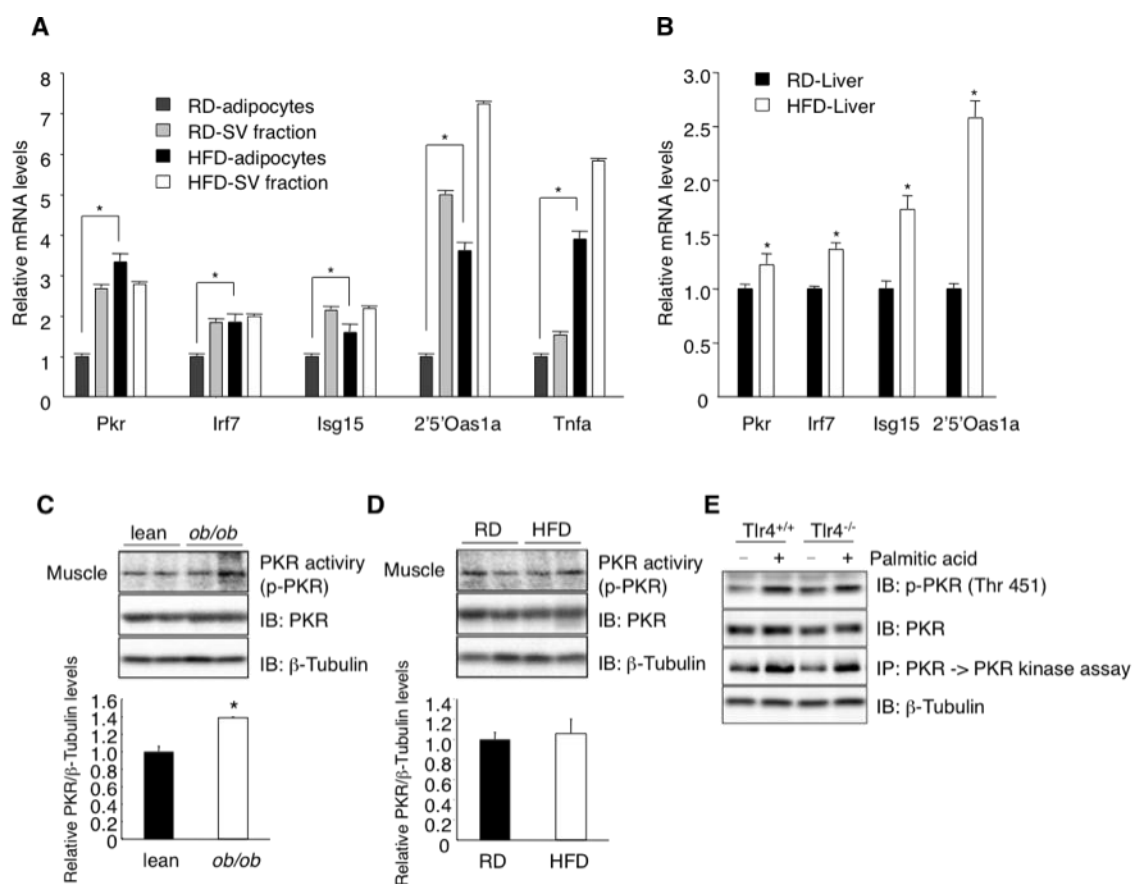 A
Relative mRNA levels
8
7
6
5
4
3
2
1
0
RD-adipocytes
RD-SV fraction
HFD-adipocytes
HFD-SV fraction
*
*
*
*
*
Pkr Irf7 Isg15 2'5'Oas1a Tnfa
B
Relative mRNA levels
3.0
2.5
2.0
1.5
1.0
0.5
0
RD-Liver
HFD-Liver
*
*
*
*
Pkr Irf7 Isg15 2'5'Oas1a
C
lean ob/ob
Muscle
PKR activiry
(p-PKR)
IB: PKR
IB: β-Tubulin
Relative PKR/β-Tubulin levels
1.4
1.2
1.0
0.8
0.6
0.4
0.2
0
*
lean ob/ob
D
RD HFD
Muscle
PKR activiry
(p-PKR)
IB: PKR
IB: β-Tubulin
Relative PKR/β-Tubulin levels
1.4
1.2
1.0
0.8
0.6
0.4
0.2
0
RD HFD
E
Tlr4+/+ Tlr4-/-
– + – + Palmitic acid
IB: p-PKR (Thr 451)
IB: PKR
IP: PKR -> PKR kinase assay
IB: β-Tubulin